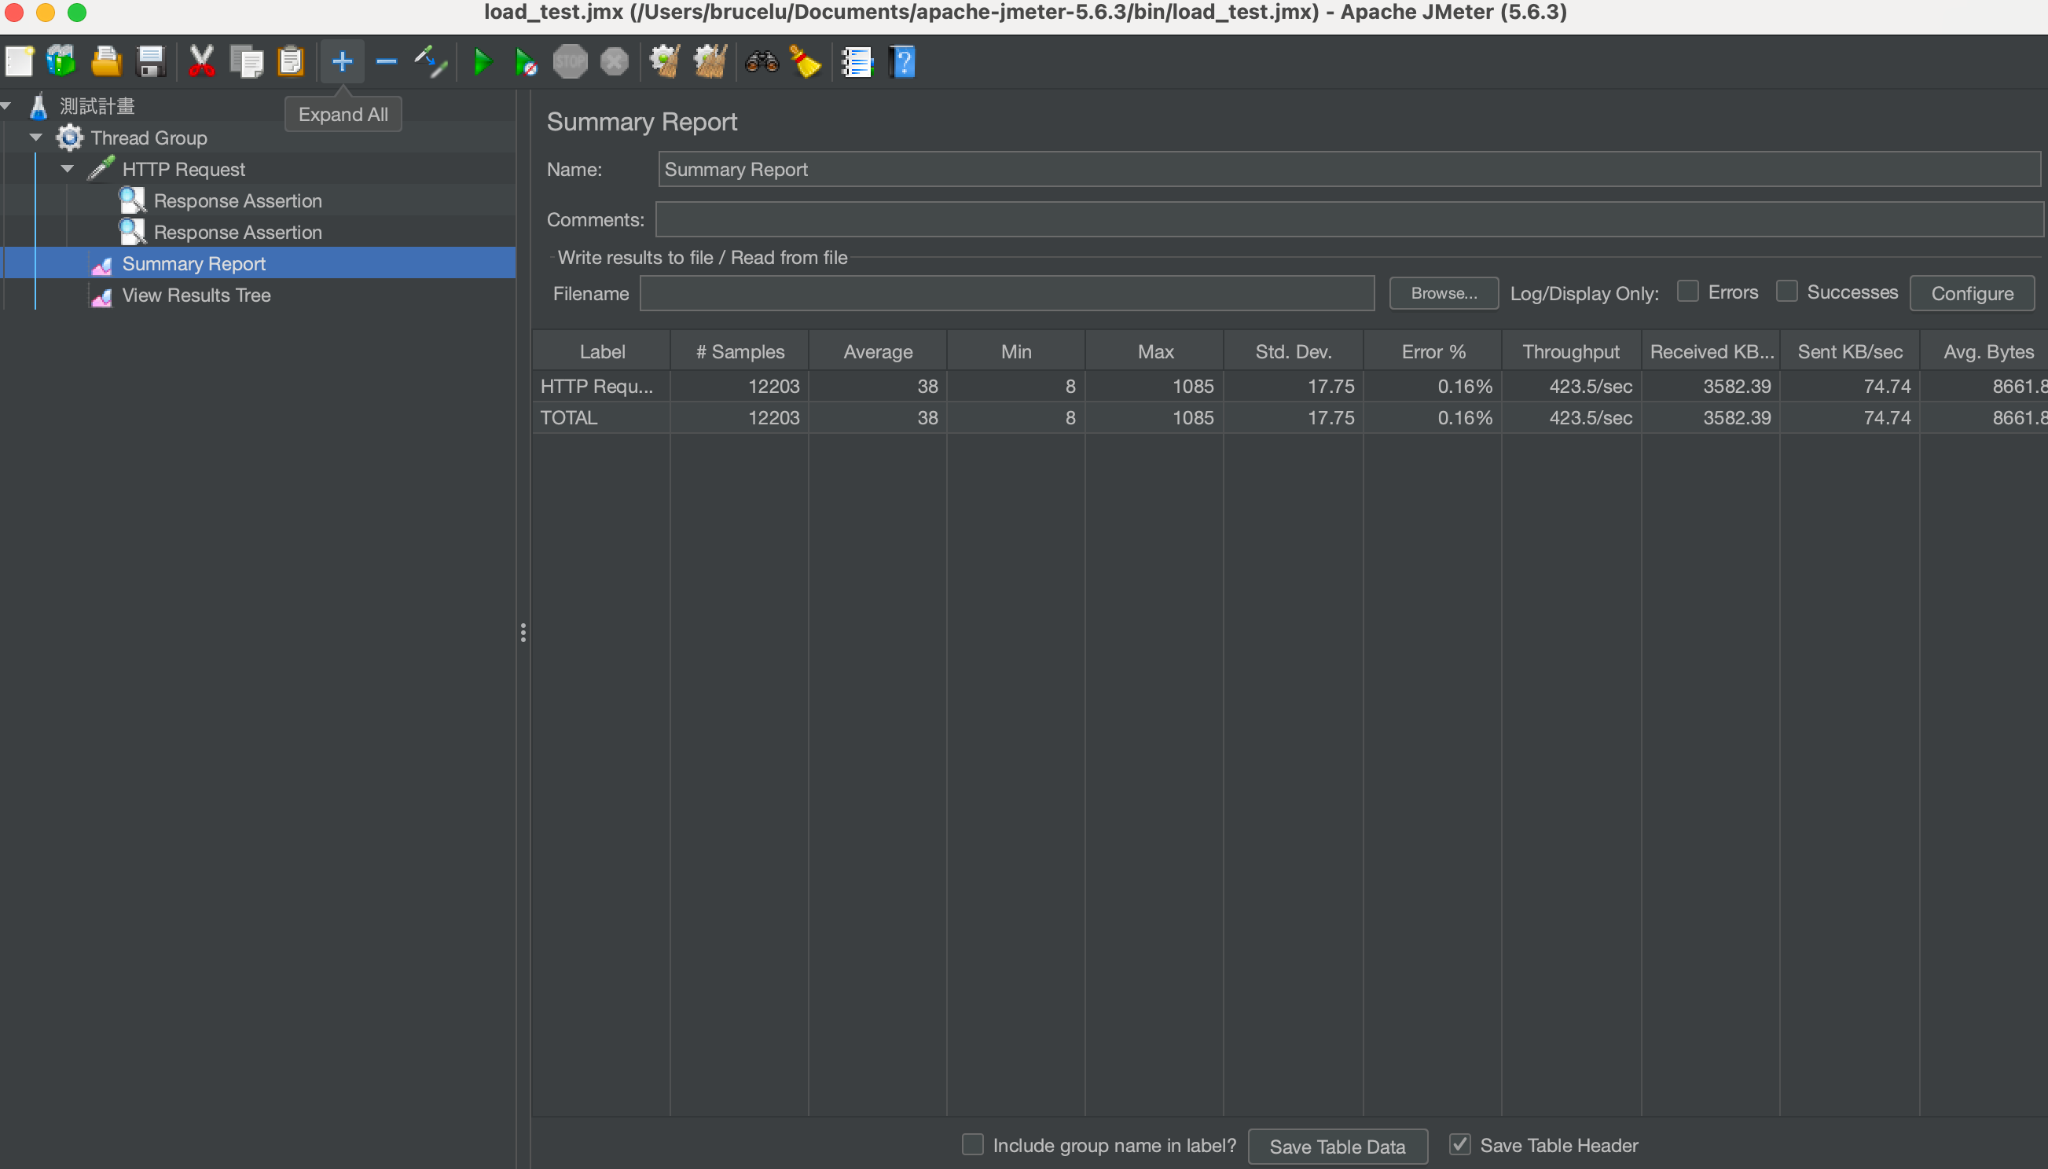 load_test.jmx (/Users/brucelu/Documents/apache-jmeter-5.6.3/bin/load_test.jmx) - Apache JMeter (5.6.3)
STOP
Expand All
測試計畫
Thread Group
HTTP Request
Response Assertion
Response Assertion
Summary Report
View Results Tree
Summary Report
Name: Summary Report
Comments:
Write results to file / Read from file
Filename Browse... Log/Display Only: Errors Successes Configure
Label # Samples Average Min Max Std. Dev. Error % Throughput Received KB... Sent KB/sec Avg. Bytes
HTTP Requ... 12203 38 8 1085 17.75 0.16% 423.5/sec 3582.39 74.74 8661.8
TOTAL 12203 38 8 1085 17.75 0.16% 423.5/sec 3582.39 74.74 8661.8
Include group name in label? Save Table Data Save Table Header